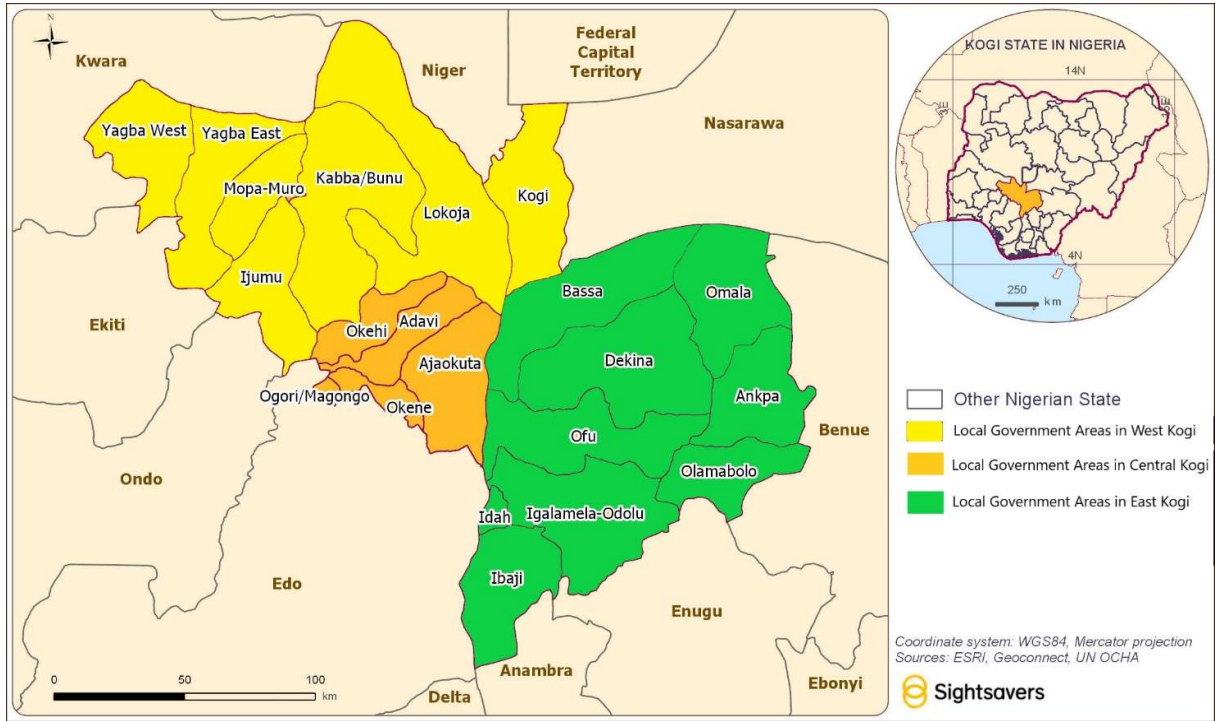 N
Kwara
Niger
Federal
Capital
Territory
Nasarawa
Yagba West
Yagba East
Mopa-Muro
Kabba/Bunu
Lokoja
Kogi
Ijumu
Ekiti
Okehi
Adavi
Ajaokuta
Ogori/Magongo
Okene
Bassa
Omala
Dekina
Ankpa
Ofu
Olamabolo
Benue
Ondo
Idah
Igalamela-Odolu
Ibaji
Edo
Enugu
Anambra
Delta
Ebonyi
0 50 100
km
KOGI STATE IN NIGERIA
14N
3E
15E
4N
250
km
Other Nigerian State
Local Government Areas in West Kogi
Local Government Areas in Central Kogi
Local Government Areas in East Kogi
Coordinate system: WGS84, Mercator projection
Sources: ESRI, Geoconnect, UN OCHA
Sightsavers